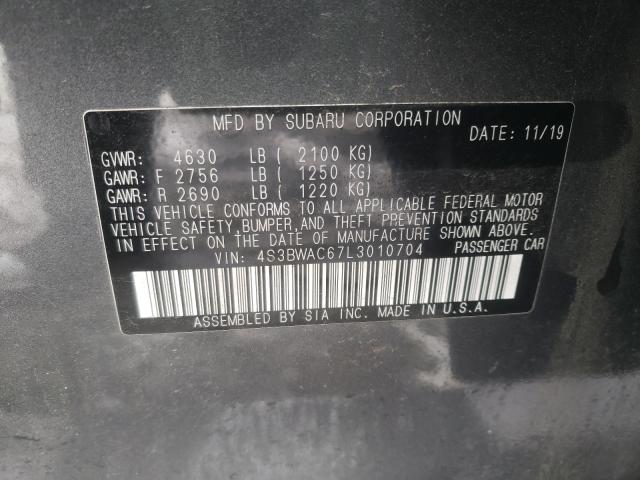 MFD BY SUBARU CORPORATION
DATE: 11/19
GVWR: 4630 LB ( 2100 KG)
GAWR: F 2756 LB ( 1250 KG)
GAWR: R 2690 LB ( 1220 KG)
THIS VEHICLE CONFORMS TO ALL APPLICABLE FEDERAL MOTOR
VEHICLE SAFETY, BUMPER, AND THEFT PREVENTION STANDARDS
IN EFFECT ON THE DATE OF MANUFACTURE SHOWN ABOVE.
VIN: 4S3BWAC67L3010704 PASSENGER CAR
ASSEMBLED BY SIA INC. MADE IN U.S.A.